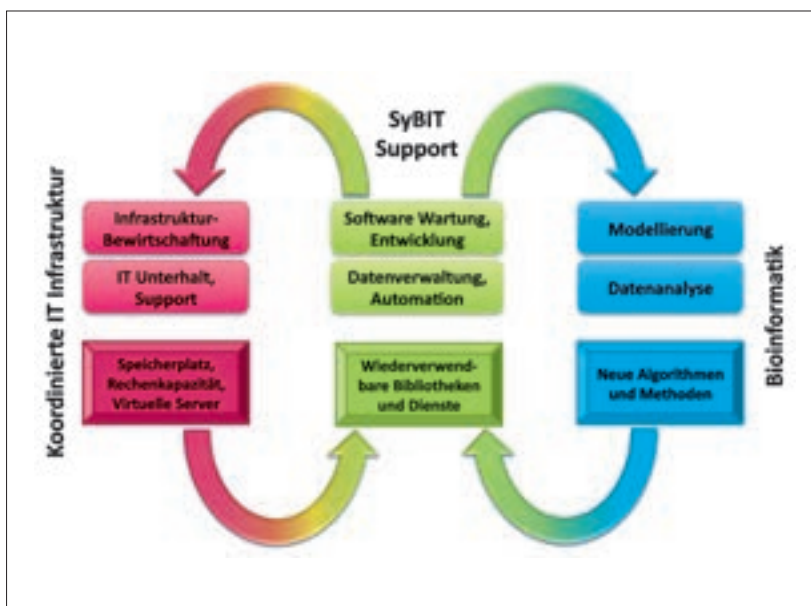 SyBIT
Support
Koordinierte IT Infrastruktur
Infrastruktur-
Bewirtschaftung
IT Unterhalt,
Support
Speicherplatz,
Rechenkapazität,
Virtuelle Server
Software Wartung,
Entwicklung
Datenverwaltung,
Automation
Wiederverwend-
bare Bibliotheken
und Dienste
Modellierung
Datenanalyse
Neue Algorithmen
und Methoden
Bioinformatik